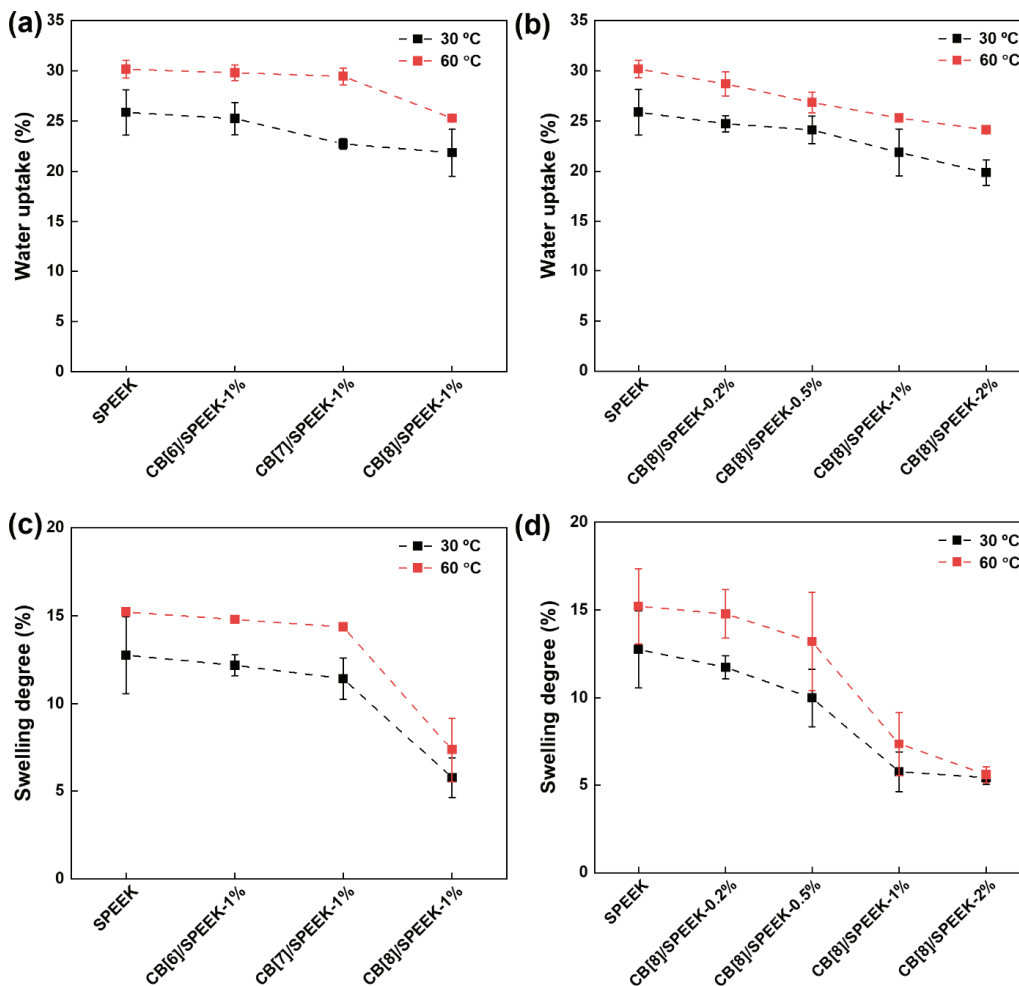 (a)
35
30
25
20
15
10
5
0
Water uptake (%)
30 °C
60 °C
SPEEK
CB[6]/SPEEK-1%
CB[7]/SPEEK-1%
CB[8]/SPEEK-1%
(b)
35
30
25
20
15
10
5
0
Water uptake (%)
30 °C
60 °C
SPEEK
CB[8]/SPEEK-0.2%
CB[8]/SPEEK-0.5%
CB[8]/SPEEK-1%
CB[8]/SPEEK-2%
(c)
20
15
10
5
0
Swelling degree (%)
30 °C
60 °C
SPEEK
CB[6]/SPEEK-1%
CB[7]/SPEEK-1%
CB[8]/SPEEK-1%
(d)
20
15
10
5
0
Swelling degree (%)
30 °C
60 °C
SPEEK
CB[8]/SPEEK-0.2%
CB[8]/SPEEK-0.5%
CB[8]/SPEEK-1%
CB[8]/SPEEK-2%